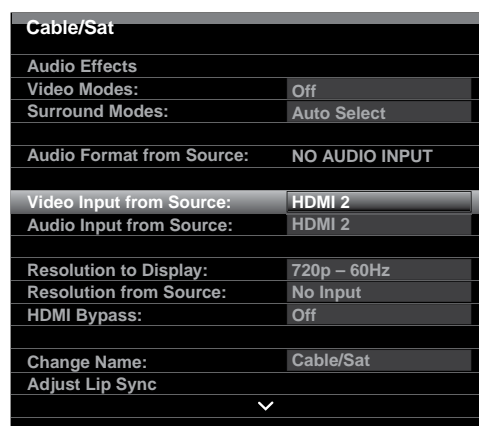 Cable/Sat
Audio Effects
Video Modes: Off
Surround Modes: Auto Select
Audio Format from Source: NO AUDIO INPUT
Video Input from Source: HDMI 2
Audio Input from Source: HDMI 2
Resolution to Display: 720p – 60Hz
Resolution from Source: No Input
HDMI Bypass: Off
Change Name: Cable/Sat
Adjust Lip Sync